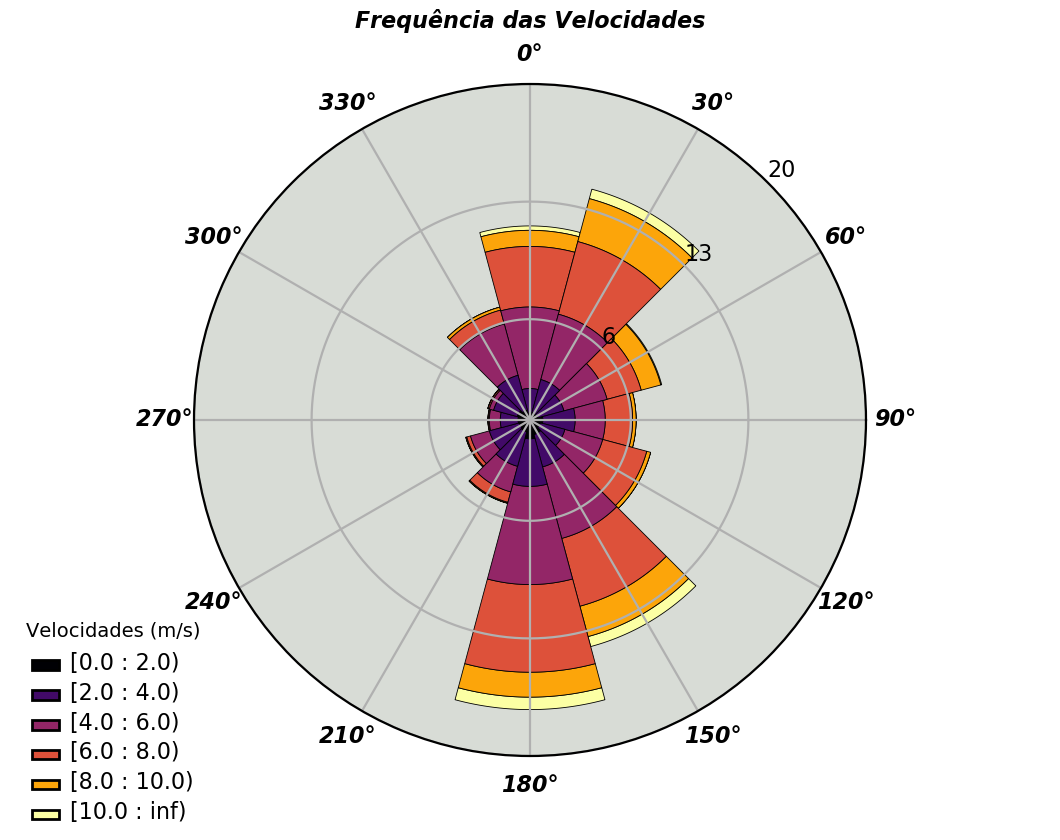 Frequência das Velocidades
0°
330°
30°
20
300°
60°
13
6
270°
90°
240°
120°
Velocidades (m/s)
[0.0 : 2.0)
[2.0 : 4.0)
[4.0 : 6.0)
210°
150°
[6.0 : 8.0)
[8.0 : 10.0)
180°
[10.0 : inf)